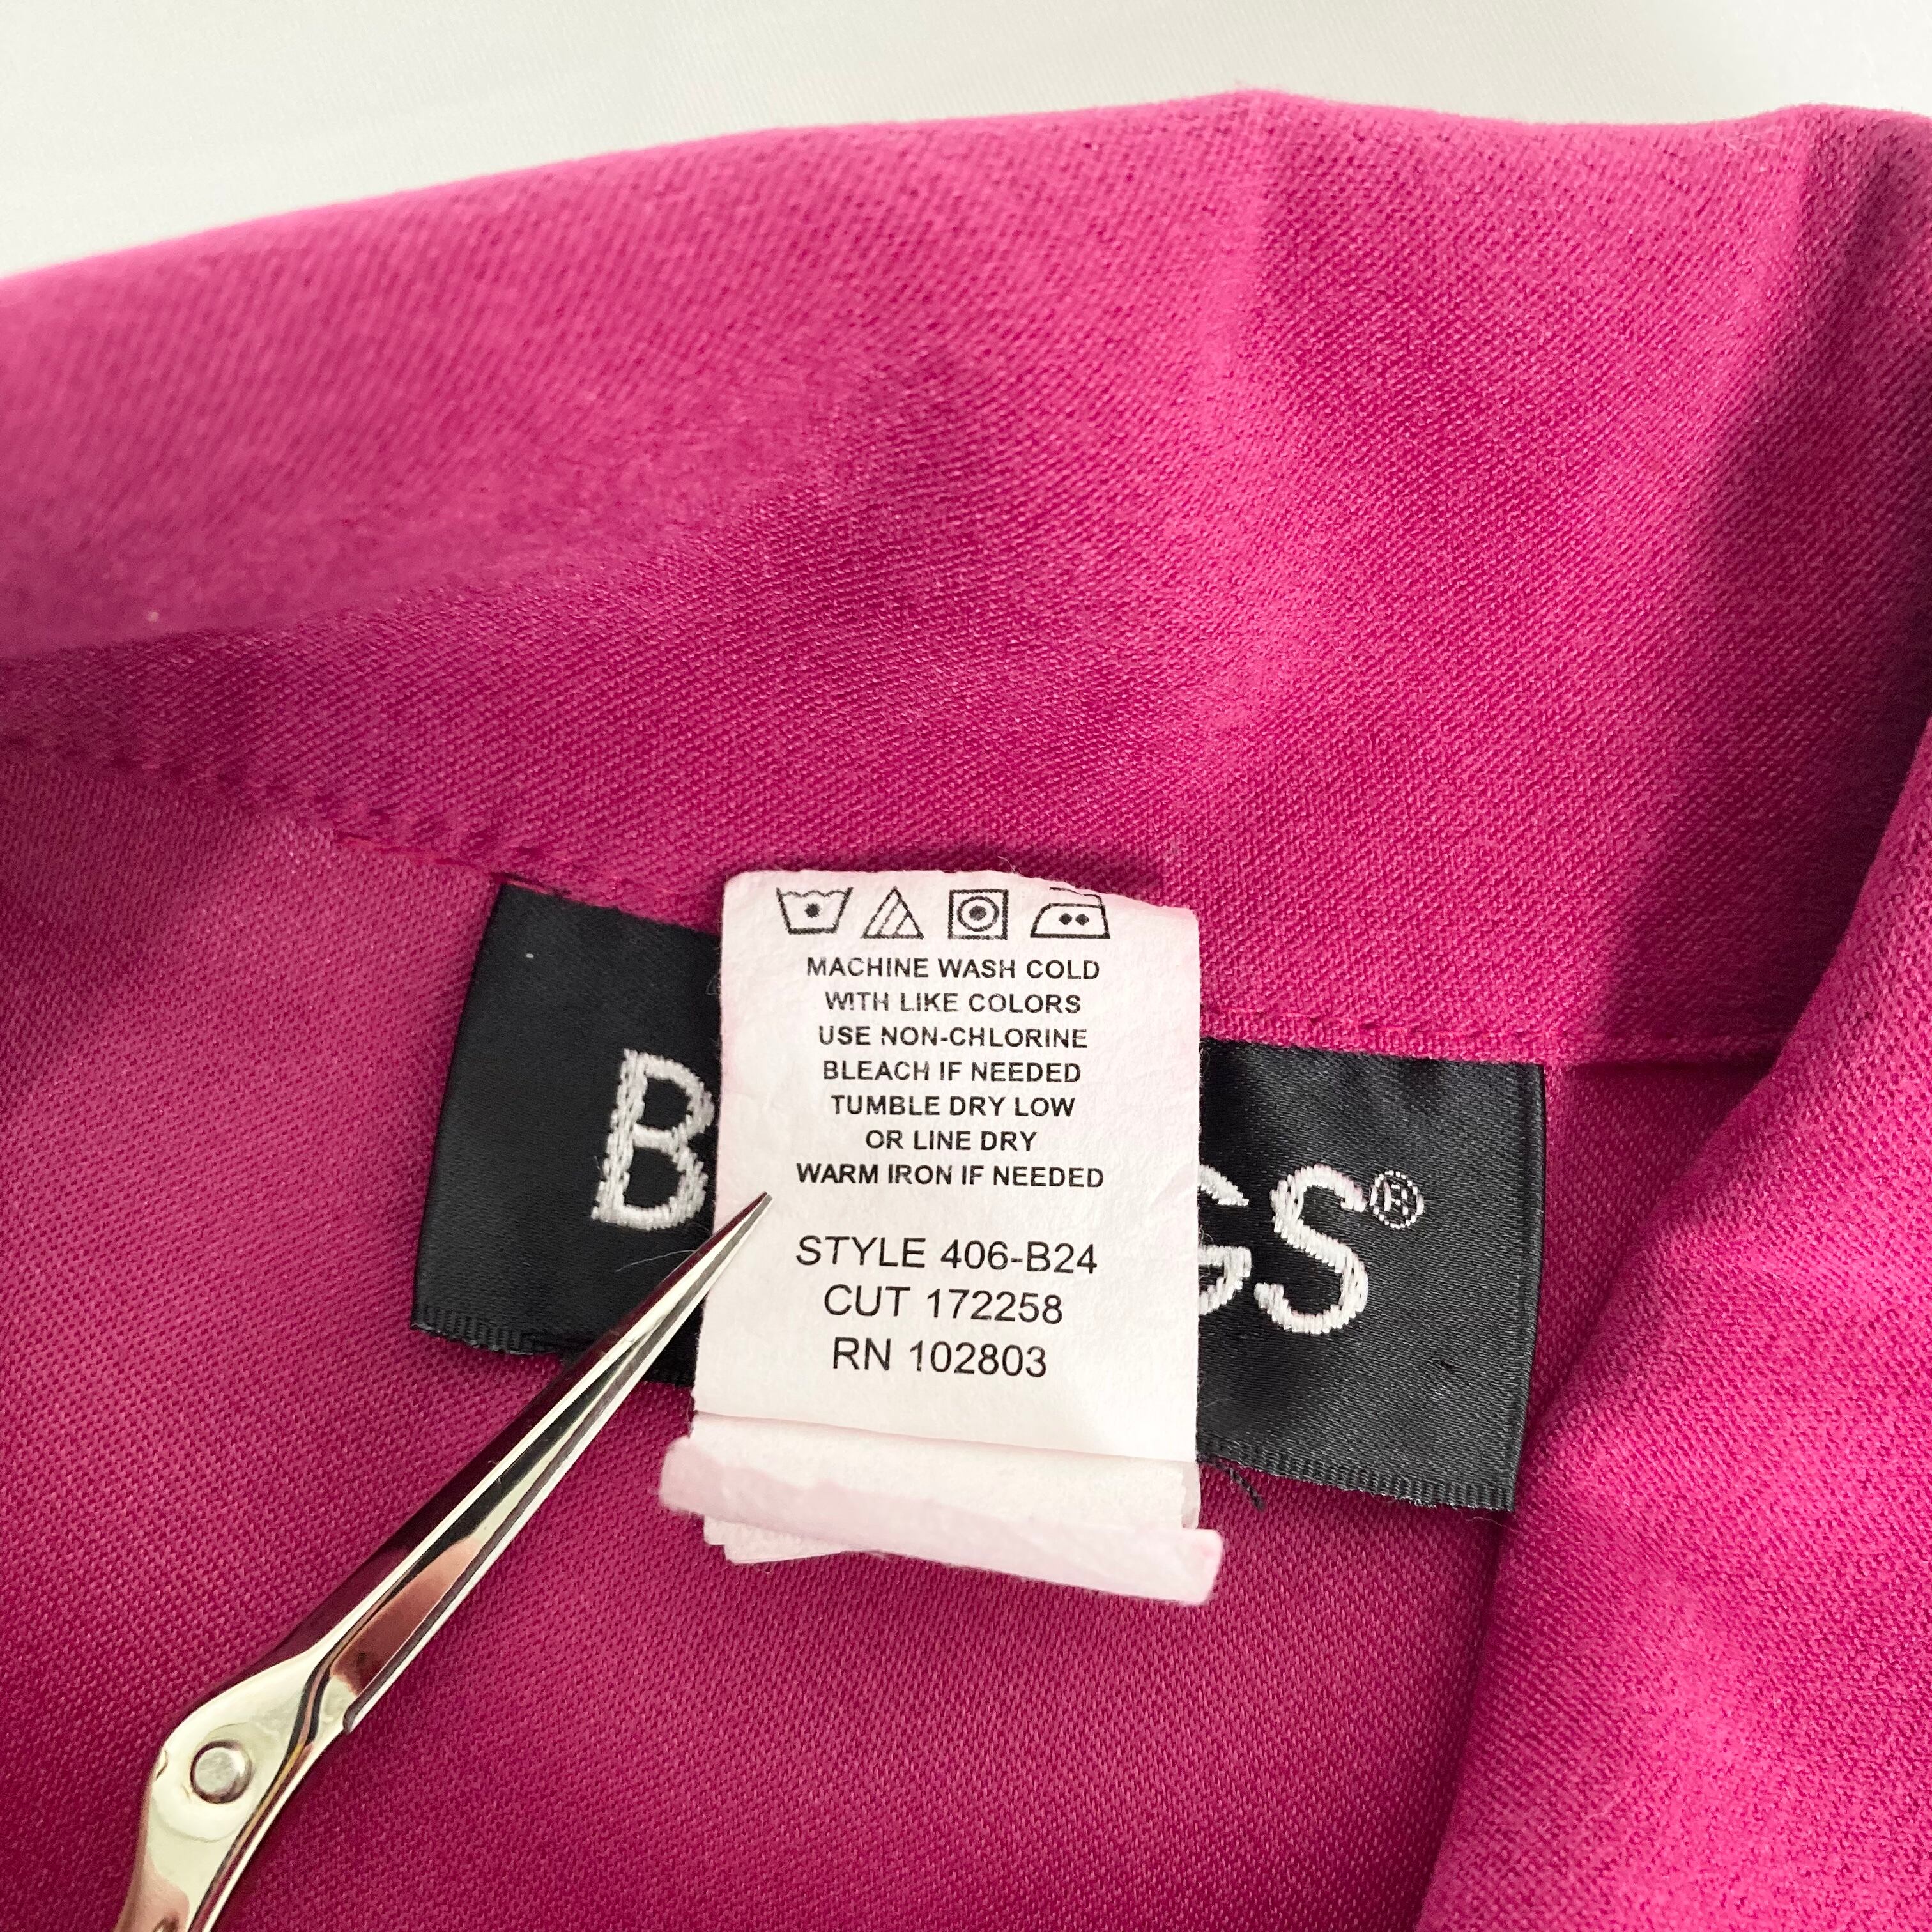 MACHINE WASH COLD
WITH LIKE COLORS
USE NON-CHLORINE
BLEACH IF NEEDED
TUMBLE DRY LOW
OR LINE DRY
WARM IRON IF NEEDED
STYLE 406-B24
CUT 172258
RN 102803